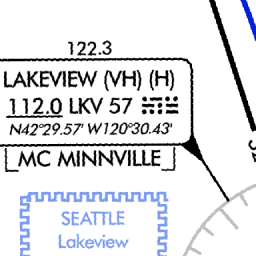 122.3
LAKEVIEW (VH) (H)
112.0 LKV 57
N42°29.57' W120°30.43'
MC MINNVILLE
SEATTLE
Lakeview